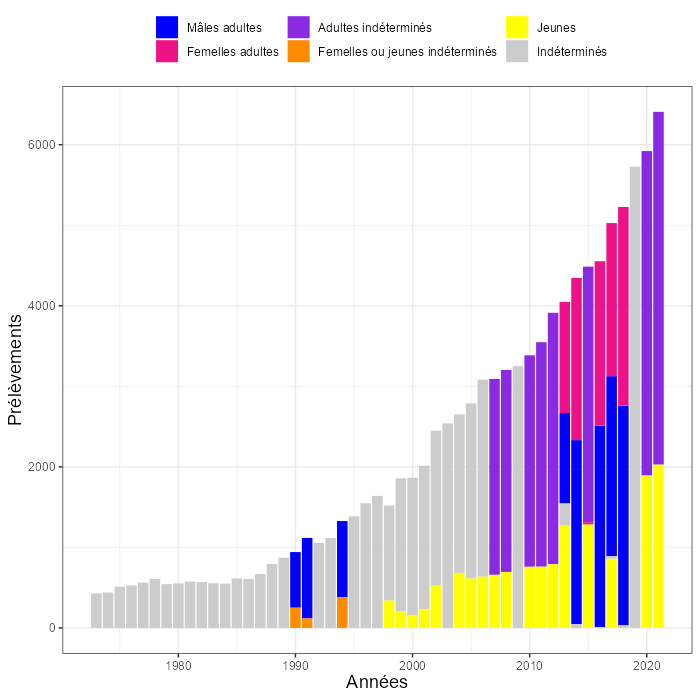 Mâles adultes Adultes indéterminés Jeunes
Femelles adultes Femelles ou jeunes indéterminés Indéterminés
6000
4000
2000
0
Prélèvements
1980 1990 2000 2010 2020
Années